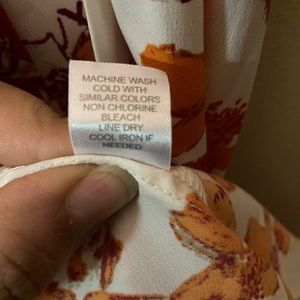 MACHINE WASH
COLD WITH
SIMILAR COLORS
NON CHLORINE
BLEACH
LINE DRY
COOL IRON IF
NEEDED